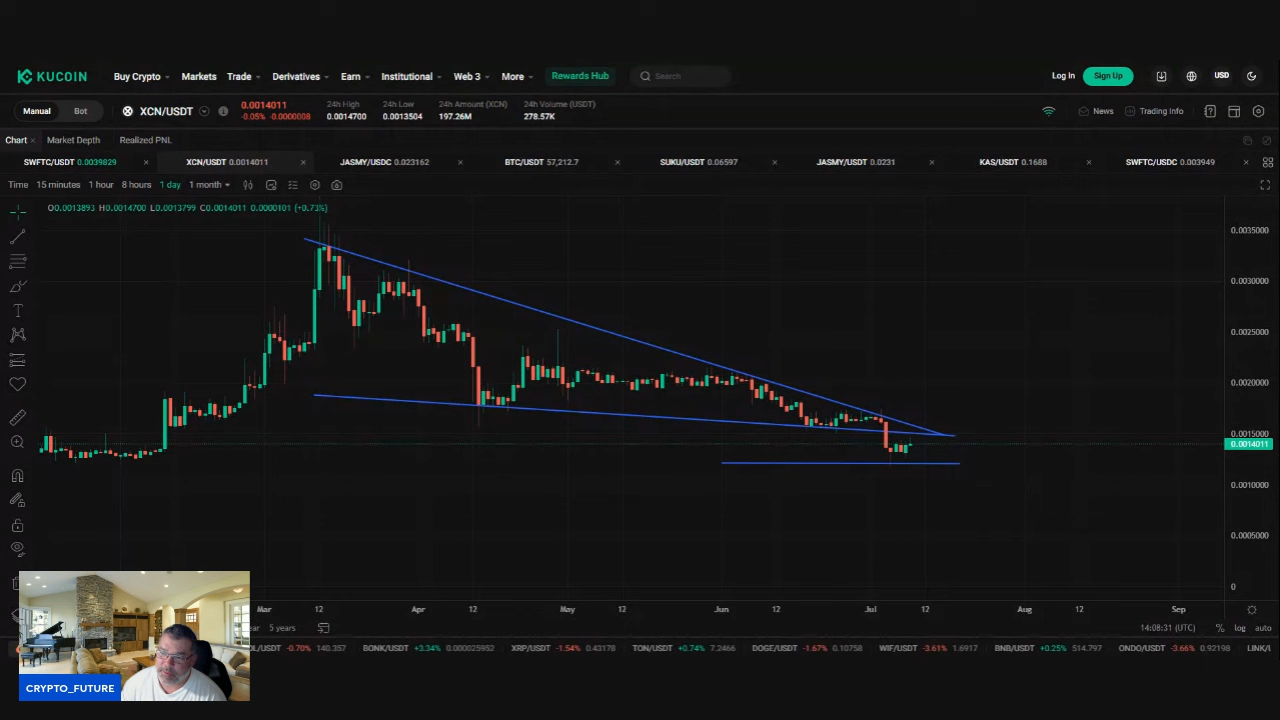 KUCOIN Buy Crypto Markets Trade Derivatives Earn Institutional Web 3 More Rewards Hub Search Log In Sign Up USD
Manual Bot XCN/USDT 0.0014011 24h High 24h Low 24h Amount (XCN) 24h Volume (USDT) News Trading Info
-0.05% -0.0000008 0.0014700 0.0013504 197.26M 278.57K
Chart Market Depth Realized PNL
SWFTC/USDT 0.0039829 XCN/USDT 0.0014011 JASMY/USDC 0.023162 BTC/USDT 57,212.7 SUKU/USDT 0.06597 JASMY/USDT 0.0231 KAS/USDT 0.1688 SWFTC/USDC 0.003949
Time 15 minutes 1 hour 8 hours 1 day 1 month
O0.0013893 H0.0014700 L0.0013799 C0.0014011 0.0000101 (+0.73%)
0.0035000
0.0030000
0.0025000
0.0020000
0.0015000
0.0014011
0.0010000
0.0005000
0
Mar 12 Apr 12 May 12 Jun 12 Jul 12 Aug 12 Sep
5 years 14:08:31 (UTC) % log auto
-0.70% 140.357 BONK/USDT +3.34% 0.000025952 XRP/USDT -1.54% 0.43178 TON/USDT +0.74% 7.2466 DOGE/USDT -1.67% 0.10758 WIF/USDT -3.61% 1.6917 BNB/USDT +0.25% 514.797 ONDO/USDT -3.66% 0.92198 LINK/
CRYPTO_FUTURE